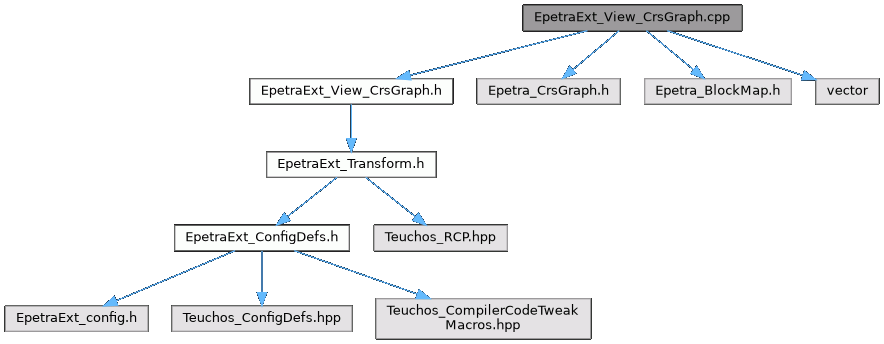 EpetraExt_View_CrsGraph.cpp
EpetraExt_View_CrsGraph.h
Epetra_CrsGraph.h
Epetra_BlockMap.h
vector
EpetraExt_Transform.h
EpetraExt_ConfigDefs.h
Teuchos_RCP.hpp
EpetraExt_config.h
Teuchos_ConfigDefs.hpp
Teuchos_CompilerCodeTweak
Macros.hpp